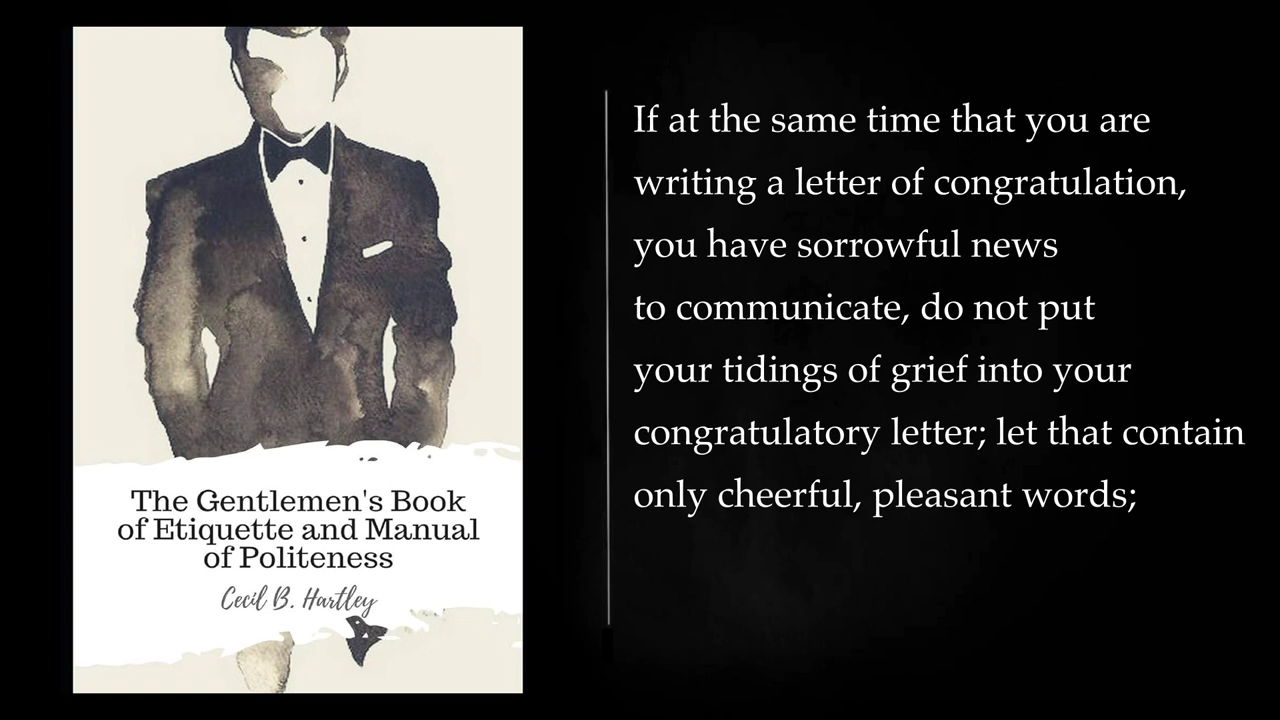 The Gentlemen's Book
of Etiquette and Manual
of Politeness
Cecil B. Hartley
If at the same time that you are
writing a letter of congratulation,
you have sorrowful news
to communicate, do not put
your tidings of grief into your
congratulatory letter; let that contain
only cheerful, pleasant words;